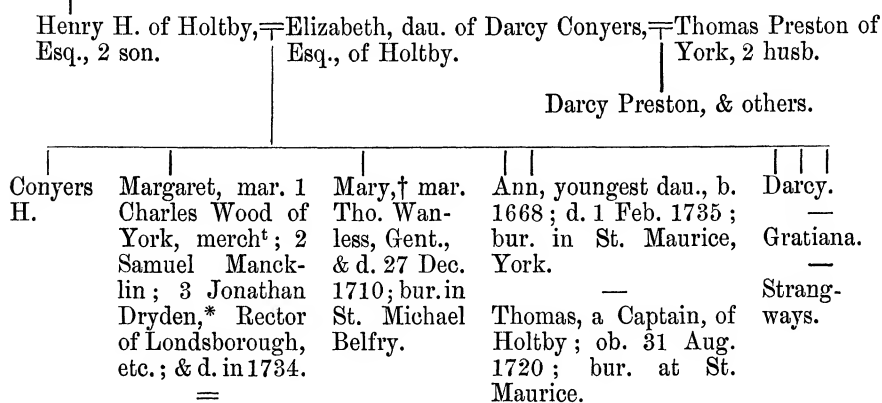 Henry H. of Holtby,=Elizabeth, dau. of Darcy Conyers,=Thomas Preston of
Esq., 2 son.
Esq., of Holtby.
York, 2 husb.
Darcy Preston, & others.
Conyers
H.
Margaret, mar. 1
Charles Wood of
York, mercht; 2
Samuel Manck-
lin; 3 Jonathan
Dryden,* Rector
of Londsborough,
etc.; & d. in 1734.
=
Mary,† mar.
Tho. Wan-
less, Gent.,
& d. 27 Dec.
1710; bur. in
St. Michael
Belfry.
Ann, youngest dau., b.
1668; d. 1 Feb. 1735;
bur. in St. Maurice,
York.
—
Thomas, a Captain, of
Holtby; ob. 31 Aug.
1720; bur. at St.
Maurice.
Darcy.
—
Gratiana.
—
Strang-
ways.